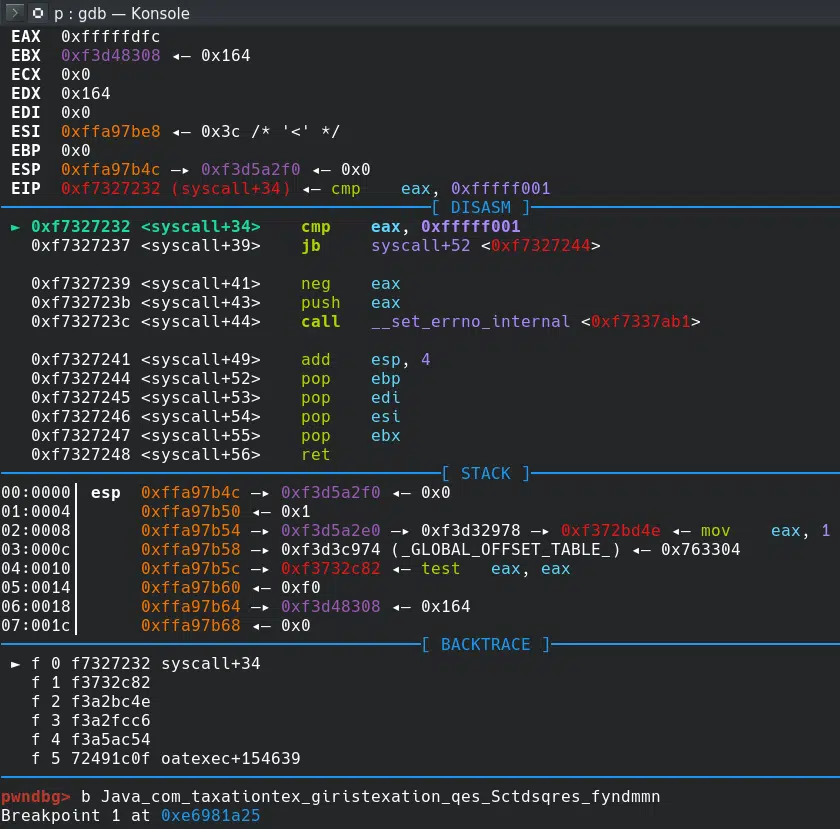 p : gdb — Konsole
EAX  0xfffffdfc
EBX  0xf3d48308 ◂— 0x164
ECX  0x0
EDX  0x164
EDI  0x0
ESI  0xffa97be8 ◂— 0x3c /* '<' */
EBP  0x0
ESP  0xffa97b4c —▸ 0xf3d5a2f0 ◂— 0x0
EIP  0xf7327232 (syscall+34) ◂— cmp    eax, 0xfffff001
[ DISASM ]
► 0xf7327232 <syscall+34>    cmp    eax, 0xfffff001
0xf7327237 <syscall+39>    jb     syscall+52 <0xf7327244>
0xf7327239 <syscall+41>    neg    eax
0xf732723b <syscall+43>    push   eax
0xf732723c <syscall+44>    call   __set_errno_internal <0xf7337ab1>
0xf7327241 <syscall+49>    add    esp, 4
0xf7327244 <syscall+52>    pop    ebp
0xf7327245 <syscall+53>    pop    edi
0xf7327246 <syscall+54>    pop    esi
0xf7327247 <syscall+55>    pop    ebx
0xf7327248 <syscall+56>    ret
[ STACK ]
00:0000│ esp  0xffa97b4c —▸ 0xf3d5a2f0 ◂— 0x0
01:0004│      0xffa97b50 ◂— 0x1
02:0008│      0xffa97b54 —▸ 0xf3d5a2e0 —▸ 0xf3d32978 —▸ 0xf372bd4e ◂— mov    eax, 1
03:000c│      0xffa97b58 —▸ 0xf3d3c974 (_GLOBAL_OFFSET_TABLE_) ◂— 0x763304
04:0010│      0xffa97b5c —▸ 0xf3732c82 ◂— test   eax, eax
05:0014│      0xffa97b60 ◂— 0xf0
06:0018│      0xffa97b64 —▸ 0xf3d48308 ◂— 0x164
07:001c│      0xffa97b68 ◂— 0x0
[ BACKTRACE ]
► f 0 f7327232 syscall+34
f 1 f3732c82
f 2 f3a2bc4e
f 3 f3a2fcc6
f 4 f3a5ac54
f 5 72491c0f oatexec+154639
pwndbg> b Java_com_taxationtex_giristexation_qes_Sctdsqres_fyndmmn
Breakpoint 1 at 0xe6981a25